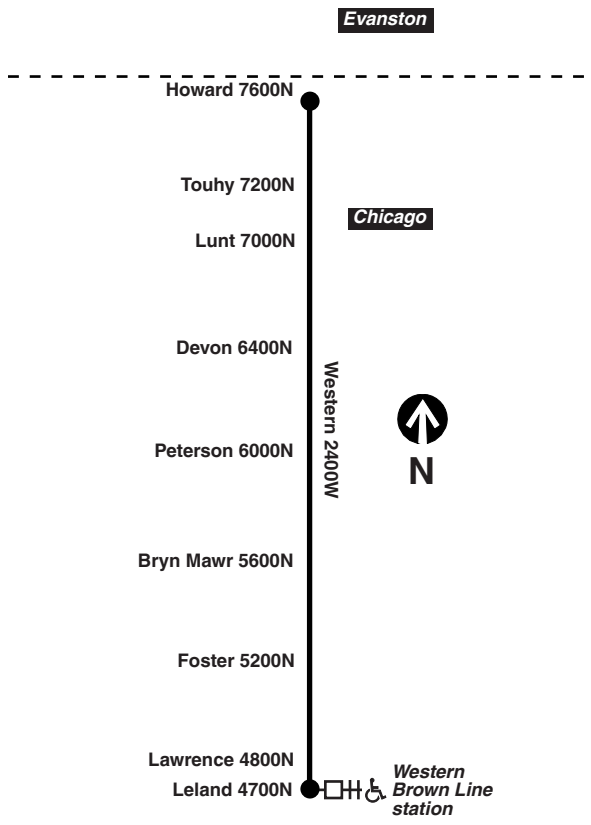 Evanston
Howard 7600N
Touhy 7200N
Chicago
Lunt 7000N
Devon 6400N
Western 2400W
Peterson 6000N
N
Bryn Mawr 5600N
Foster 5200N
Lawrence 4800N
Leland 4700N
Western
Brown Line
station